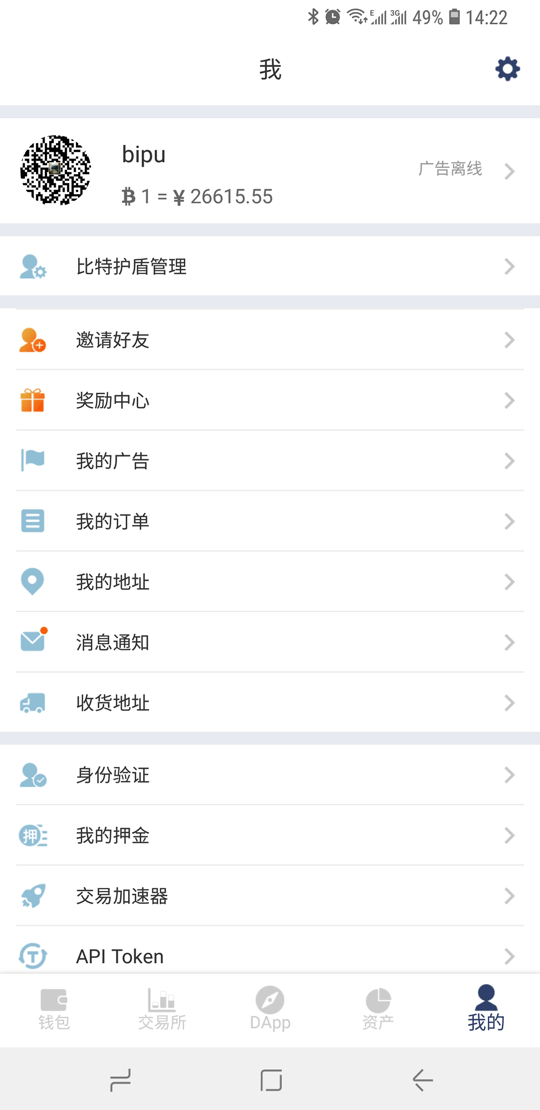 E 3G 49% 14:22
我
bipu
广告离线
₿ 1 = ¥ 26615.55
比特护盾管理
邀请好友
奖励中心
我的广告
我的订单
我的地址
消息通知
收货地址
身份验证
押 我的押金
交易加速器
T API Token
钱包 交易所 DApp 资产 我的